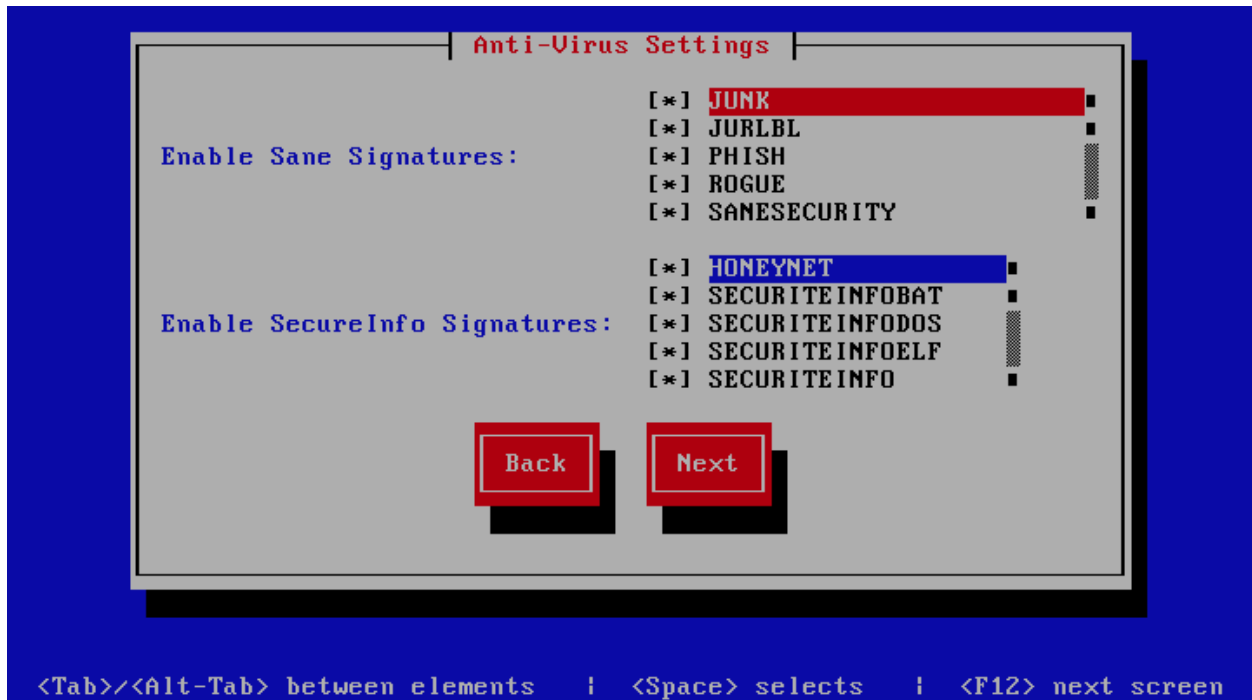 Anti-Virus Settings
[*] JUNK
[*] JURLBL
Enable Sane Signatures: [*] PHISH
[*] ROGUE
[*] SANESECURITY
[*] HONEYNET
[*] SECURITEINFOBAT
Enable SecureInfo Signatures: [*] SECURITEINFODOS
[*] SECURITEINFOELF
[*] SECURITEINFO
Back Next
<Tab>/<Alt-Tab> between elements | <Space> selects | <F12> next screen